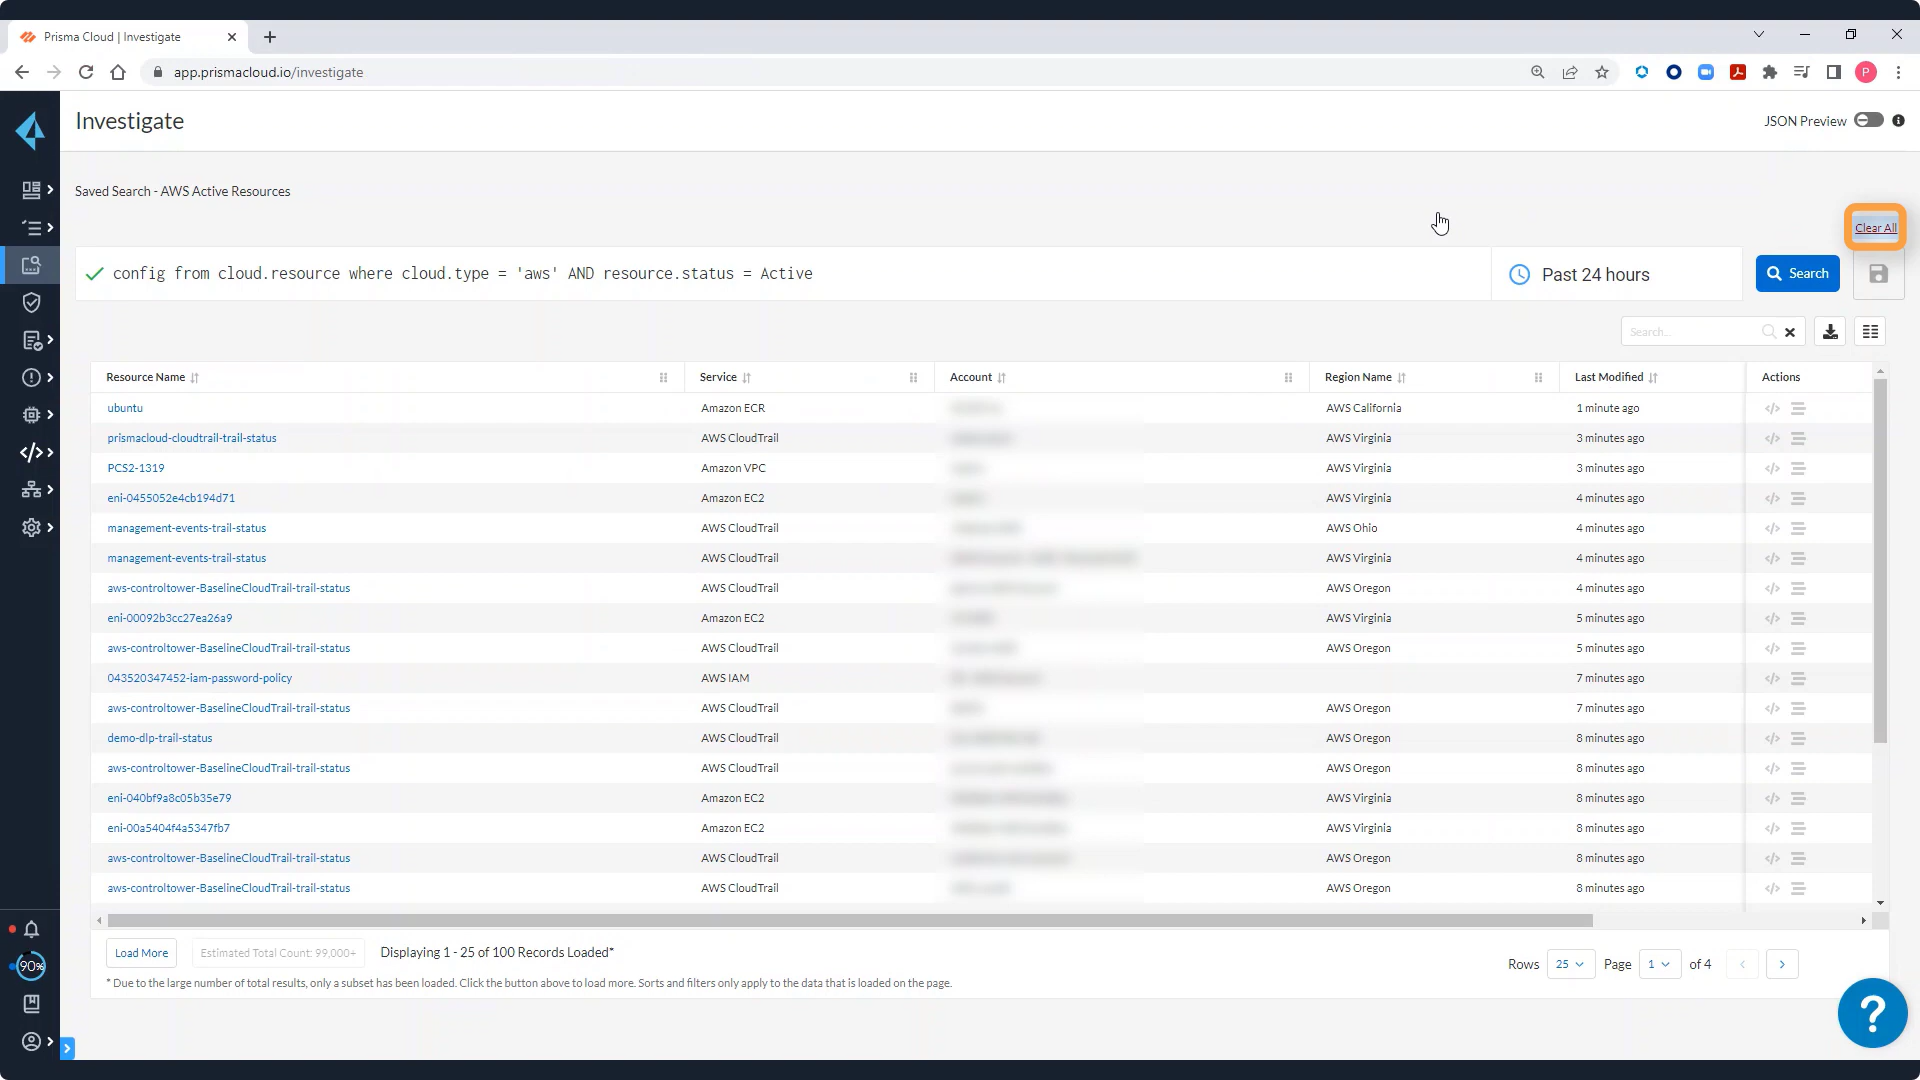 Prisma Cloud | Investigate
app.prismacloud.io/investigate
P
Investigate
JSON Preview
Saved Search - AWS Active Resources
Clear All
config from cloud.resource where cloud.type = 'aws' AND resource.status = Active
Past 24 hours
Search
Search...
Resource Name Service Account Region Name Last Modified Actions
ubuntu Amazon ECR AWS California 1 minute ago
prismacloud-cloudtrail-trail-status AWS CloudTrail AWS Virginia 3 minutes ago
PCS2-1319 Amazon VPC AWS Virginia 3 minutes ago
eni-0455052e4cb194d71 Amazon EC2 AWS Virginia 4 minutes ago
management-events-trail-status AWS CloudTrail AWS Ohio 4 minutes ago
management-events-trail-status AWS CloudTrail AWS Virginia 4 minutes ago
aws-controltower-BaselineCloudTrail-trail-status AWS CloudTrail AWS Oregon 4 minutes ago
eni-00092b3cc27ea26a9 Amazon EC2 AWS Virginia 5 minutes ago
aws-controltower-BaselineCloudTrail-trail-status AWS CloudTrail AWS Oregon 5 minutes ago
043520347452-iam-password-policy AWS IAM 7 minutes ago
aws-controltower-BaselineCloudTrail-trail-status AWS CloudTrail AWS Oregon 7 minutes ago
demo-dlp-trail-status AWS CloudTrail AWS Oregon 8 minutes ago
aws-controltower-BaselineCloudTrail-trail-status AWS CloudTrail AWS Oregon 8 minutes ago
eni-040bf9a8c05b35e79 Amazon EC2 AWS Virginia 8 minutes ago
eni-00a5404f4a5347fb7 Amazon EC2 AWS Virginia 8 minutes ago
aws-controltower-BaselineCloudTrail-trail-status AWS CloudTrail AWS Oregon 8 minutes ago
aws-controltower-BaselineCloudTrail-trail-status AWS CloudTrail AWS Oregon 8 minutes ago
Load More Estimated Total Count: 99,000+ Displaying 1 - 25 of 100 Records Loaded*
Rows 25 Page 1 of 4
* Due to the large number of total results, only a subset has been loaded. Click the button above to load more. Sorts and filters only apply to the data that is loaded on the page.
90%
?